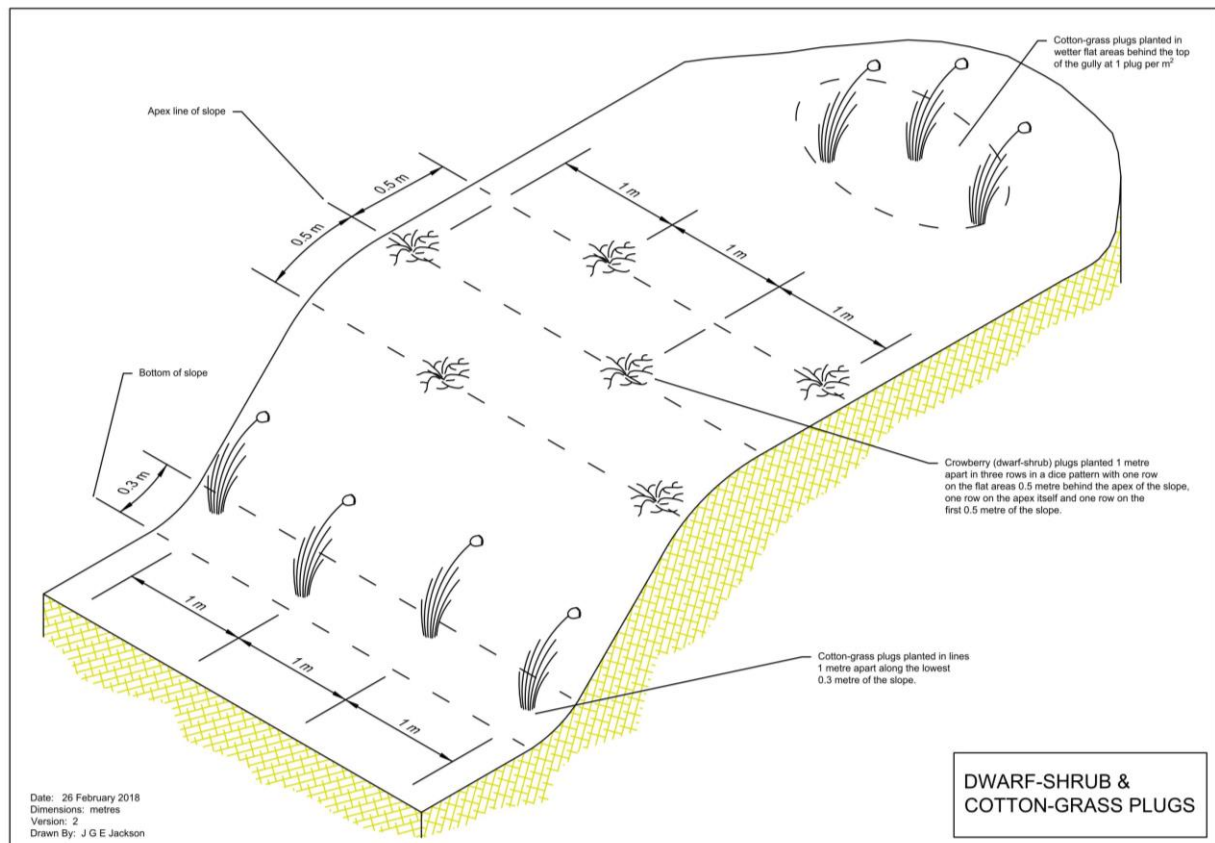 Cotton-grass plugs planted in
wetter flat areas behind the top
of the gully at 1 plug per m²
Apex line of slope
0.5 m
0.5 m
1 m
1 m
1 m
Bottom of slope
0.3 m
Crowberry (dwarf-shrub) plugs planted 1 metre
apart in three rows in a dice pattern with one row
on the flat areas 0.5 metre behind the apex of the slope,
one row on the apex itself and one row on the
first 0.5 metre of the slope.
1 m
1 m
1 m
Cotton-grass plugs planted in lines
1 metre apart along the lowest
0.3 metre of the slope.
Date: 26 February 2018
Dimensions: metres
Version: 2
Drawn By: J G E Jackson
DWARF-SHRUB &
COTTON-GRASS PLUGS